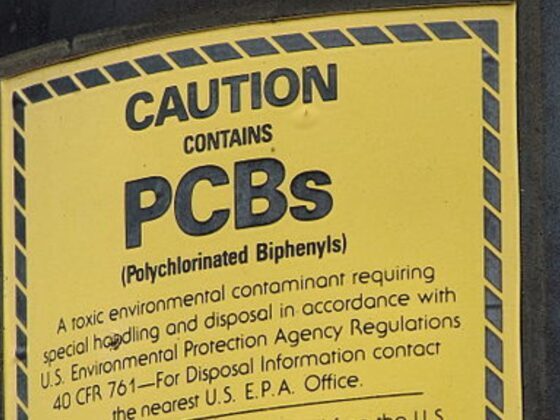 CAUTION
CONTAINS
PCBs
(Polychlorinated Biphenyls)
A toxic environmental contaminant requiring
special handling and disposal in accordance with
U.S. Environmental Protection Agency Regulations
40 CFR 761—For Disposal Information contact
the nearest U.S. E.P.A. Office.
the U.S.